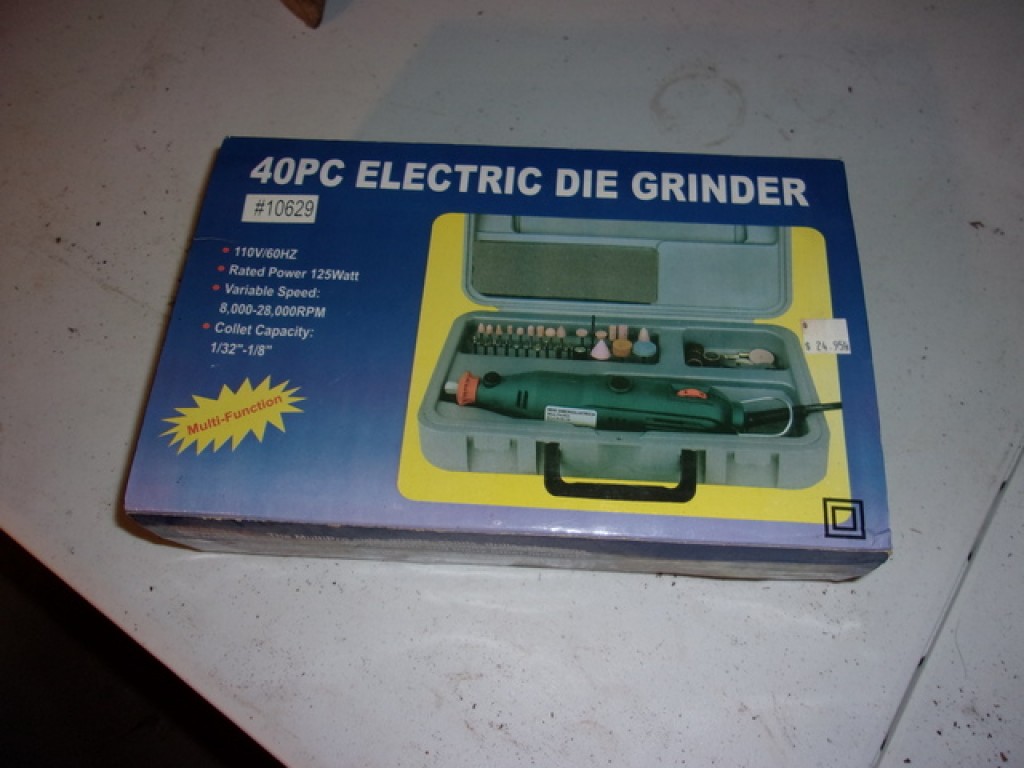 40PC ELECTRIC DIE GRINDER
#10629
• 110V/60HZ
• Rated Power 125Watt
• Variable Speed:
8,000-28,000RPM
• Collet Capacity:
1/32"-1/8"
Multi-Function
$ 24.95